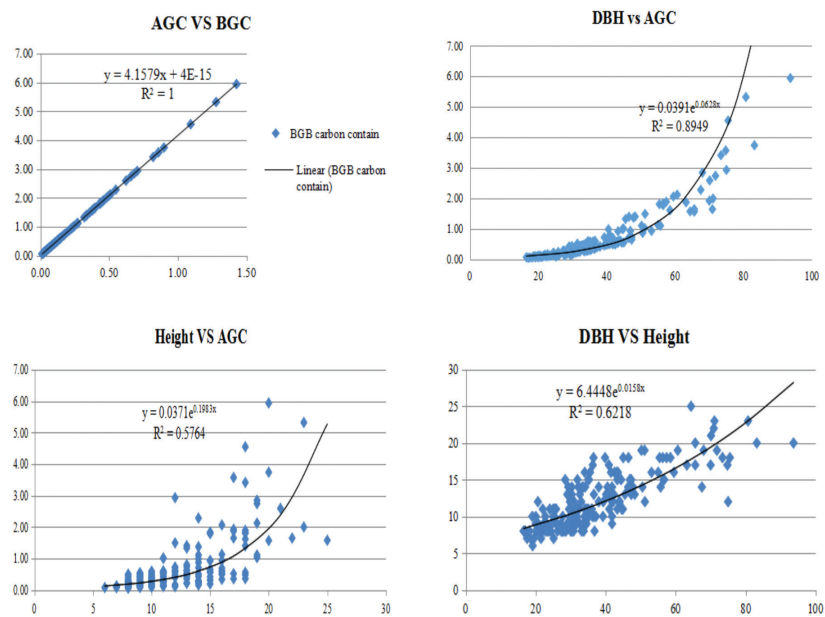 AGC VS BGC
7.00
6.00
5.00
4.00
3.00
2.00
1.00
0.00
0.00 0.50 1.00 1.50
y = 4.1579x + 4E-15
R² = 1
BGB carbon contain
Linear (BGB carbon
contain)
DBH vs AGC
7.00
6.00
5.00
4.00
3.00
2.00
1.00
0.00
0 20 40 60 80 100
y = 0.0391e^0.0628x
R² = 0.8949
Height VS AGC
7.00
6.00
5.00
4.00
3.00
2.00
1.00
0.00
0 5 10 15 20 25 30
y = 0.0371e^0.1983x
R² = 0.5764
DBH VS Height
30
25
20
15
10
5
0
0 20 40 60 80 100
y = 6.4448e^0.0158x
R² = 0.6218